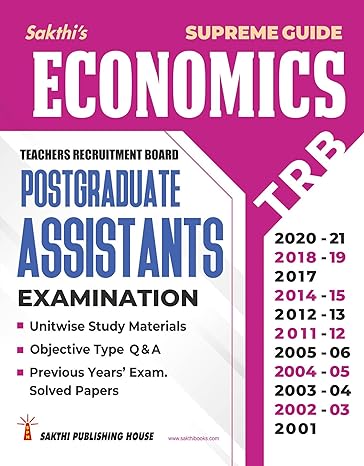 Sakthi's
SUPREME GUIDE
ECONOMICS
TEACHERS RECRUITMENT BOARD
POSTGRADUATE
ASSISTANTS
EXAMINATION
Unitwise Study Materials
Objective Type Q & A
Previous Years' Exam.
Solved Papers
TRB
2020 - 21
2018 - 19
2017
2014 - 15
2012 - 13
2011 - 12
2005 - 06
2004 - 05
2003 - 04
2002 - 03
2001
SAKTHI PUBLISHING HOUSE
www.sakthibooks.com